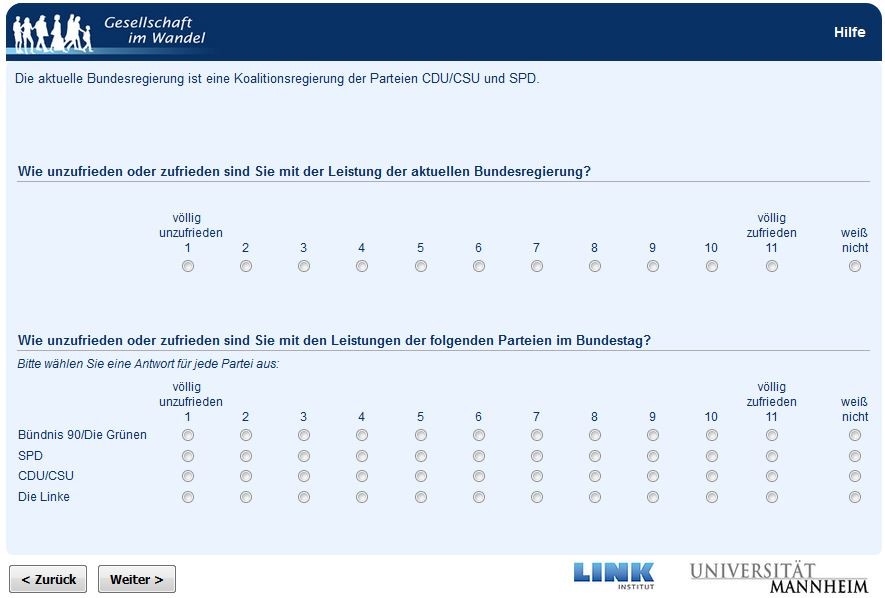 Gesellschaft
im Wandel
Hilfe
Die aktuelle Bundesregierung ist eine Koalitionsregierung der Parteien CDU/CSU und SPD.
Wie unzufrieden oder zufrieden sind Sie mit der Leistung der aktuellen Bundesregierung?
völlig völlig
unzufrieden zufrieden weiß
1 2 3 4 5 6 7 8 9 10 11 nicht
Wie unzufrieden oder zufrieden sind Sie mit den Leistungen der folgenden Parteien im Bundestag?
Bitte wählen Sie eine Antwort für jede Partei aus:
völlig völlig
unzufrieden zufrieden weiß
1 2 3 4 5 6 7 8 9 10 11 nicht
Bündnis 90/Die Grünen
SPD
CDU/CSU
Die Linke
< Zurück Weiter >
LINK
INSTITUT
UNIVERSITÄT
MANNHEIM